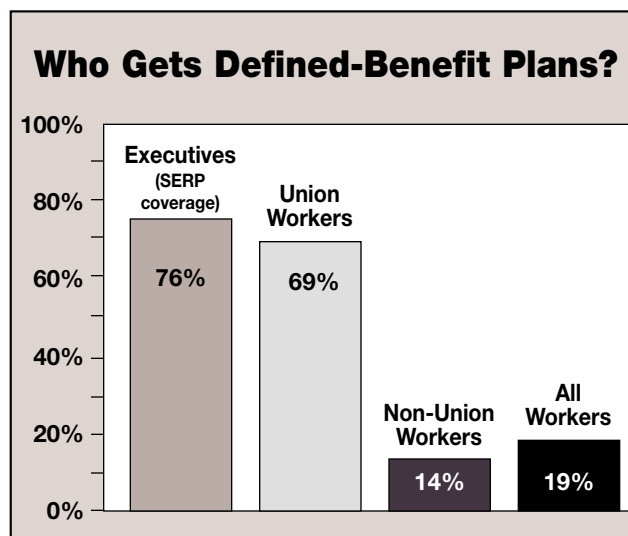 Who Gets Defined-Benefit Plans?
100%
80%
60%
40%
20%
0%
Executives
(SERP
coverage)
76%
Union
Workers
69%
Non-Union
Workers
14%
All
Workers
19%